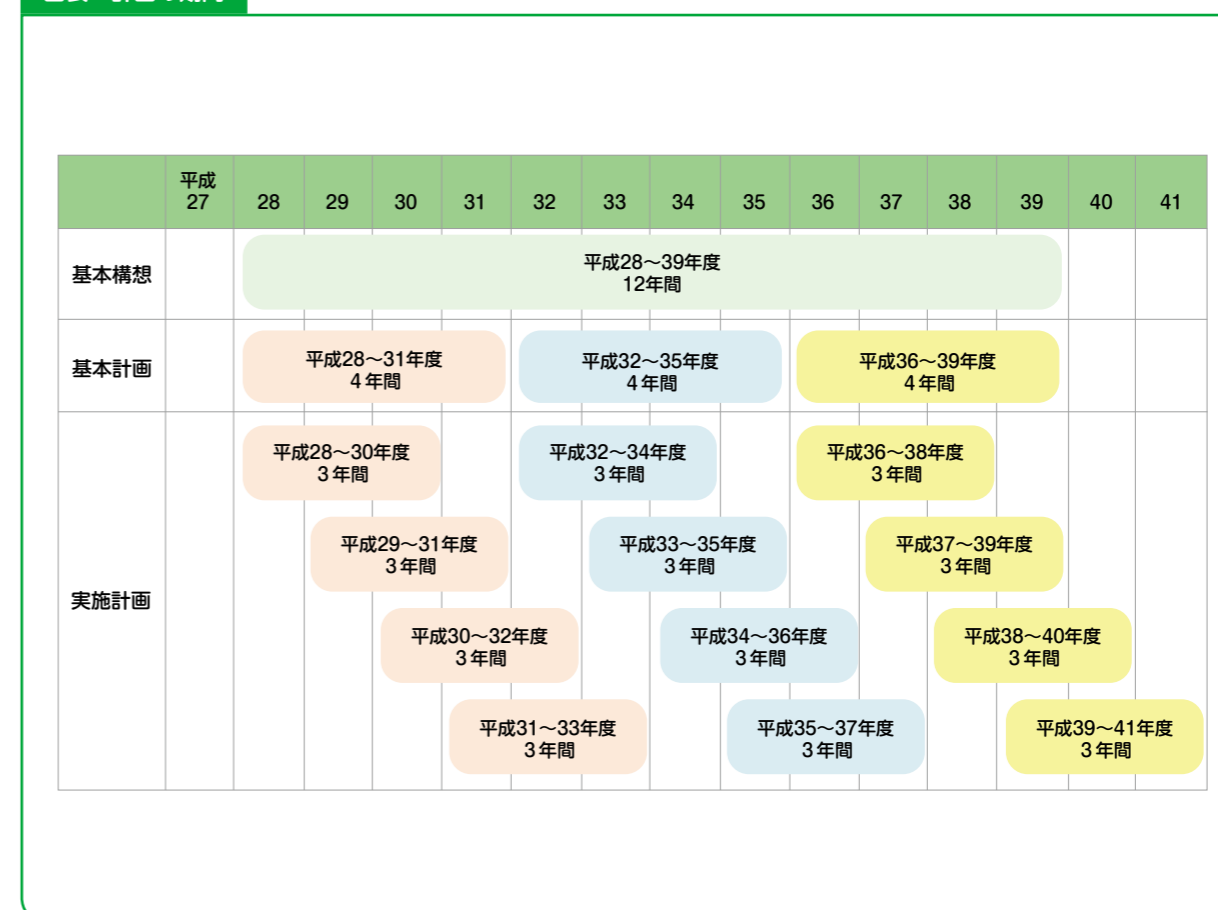 平成
27 28 29 30 31 32 33 34 35 36 37 38 39 40 41
基本構想
平成28～39年度
12年間
基本計画
平成28～31年度
4年間
平成32～35年度
4年間
平成36～39年度
4年間
実施計画
平成28～30年度
3年間
平成32～34年度
3年間
平成36～38年度
3年間
平成29～31年度
3年間
平成33～35年度
3年間
平成37～39年度
3年間
平成30～32年度
3年間
平成34～36年度
3年間
平成38～40年度
3年間
平成31～33年度
3年間
平成35～37年度
3年間
平成39～41年度
3年間